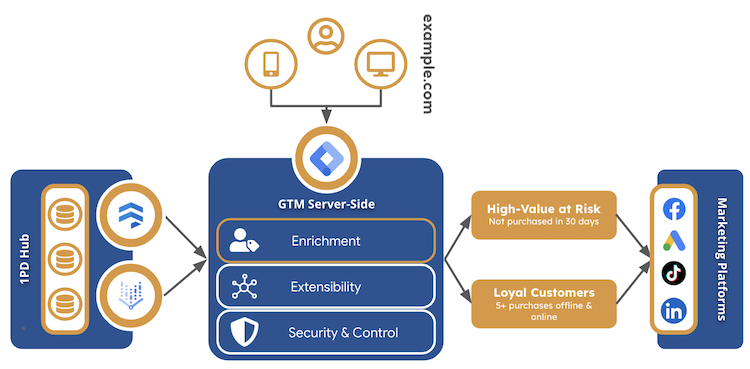 example.com
1PD Hub
GTM Server-Side
Enrichment
Extensibility
Security & Control
High-Value at Risk
Not purchased in 30 days
Loyal Customers
5+ purchases offline &
online
Marketing Platforms